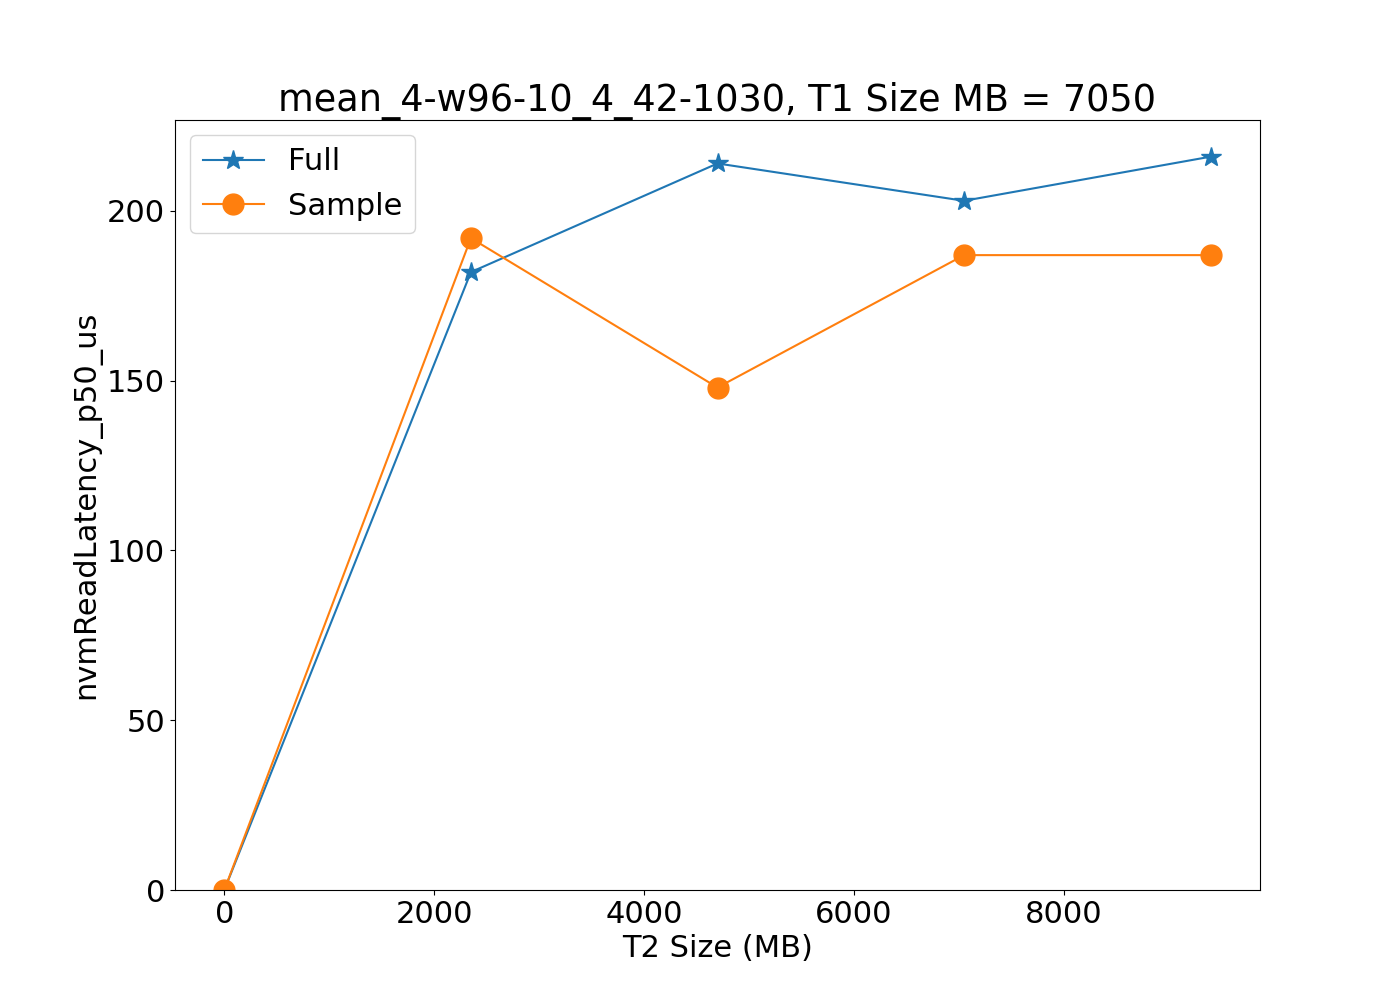 mean_4-w96-10_4_42-1030, T1 Size MB = 7050
Full
Sample
nvmReadLatency_p50_us
200
150
100
50
0
0 2000 4000 6000 8000
T2 Size (MB)